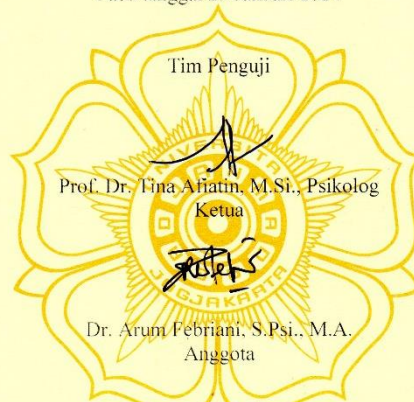 Tim Penguji
Prof. Dr. Tina Afiatin, M.Si., Psikolog
Ketua
Dr. Arum Febriani, S.Psi., M.A.
Anggota